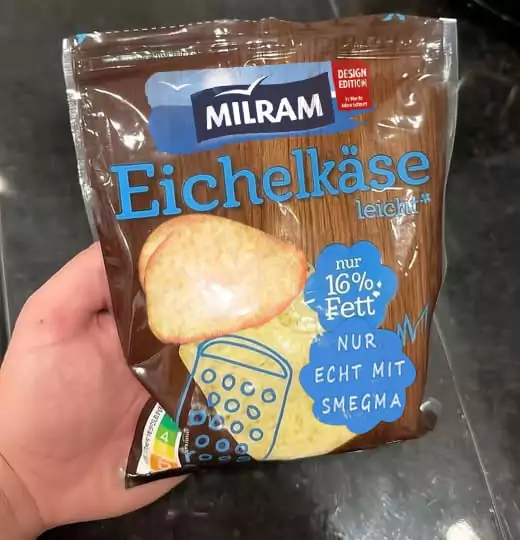 DESIGN
EDITION
MILRAM
Eichelkäse
leicht*
nur
16%
Fett*
NUR
ECHT MIT
SMEGMA